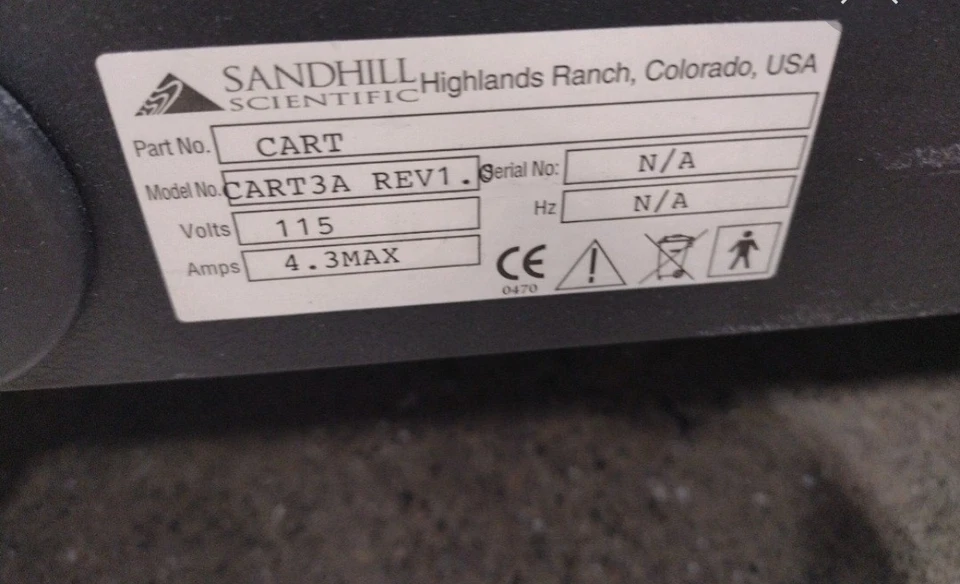 SANDHILL
SCIENTIFIC Highlands Ranch, Colorado, USA
Part No. CART
Model No. CART3A REV1. Serial No: N/A
Volts 115 Hz N/A
Amps 4.3MAX
CE
0470